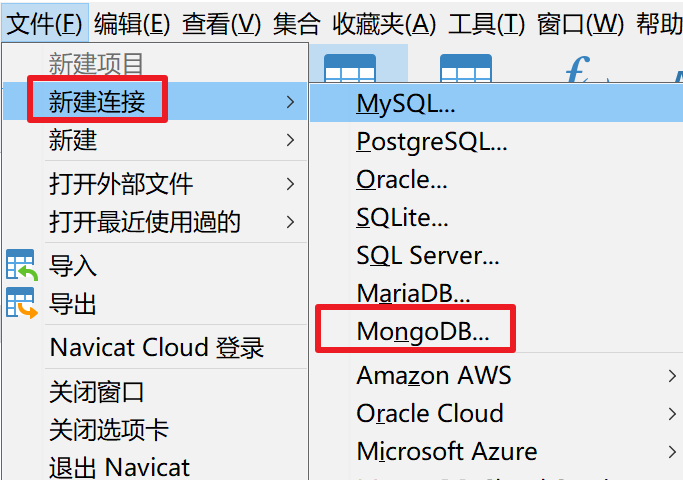 文件(F) 编辑(E) 查看(V) 集合 收藏夹(A) 工具(T) 窗口(W) 帮助
新建项目
新建连接
新建
打开外部文件
打开最近使用過的
导入
导出
Navicat Cloud 登录
关闭窗口
关闭选项卡
退出 Navicat
MySQL...
PostgreSQL...
Oracle...
SQLite...
SQL Server...
MariaDB...
MongoDB...
Amazon AWS
Oracle Cloud
Microsoft Azure